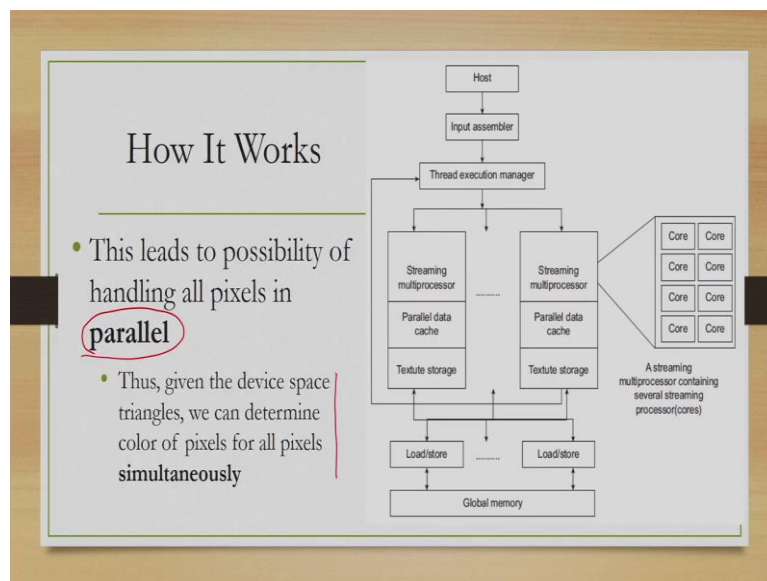 How It Works
• This leads to possibility of
handling all pixels in
parallel
• Thus, given the device space
triangles, we can determine
color of pixels for all pixels
simultaneously
Host
Input assembler
Thread execution manager
Streaming
multiprocessor
Parallel data
cache
Textute storage
..........
Streaming
multiprocessor
Parallel data
cache
Textute storage
Core Core
Core Core
Core Core
Core Core
A streaming
multiprocessor containing
several streaming
processor(cores)
Load/store
..........
Load/store
Global memory